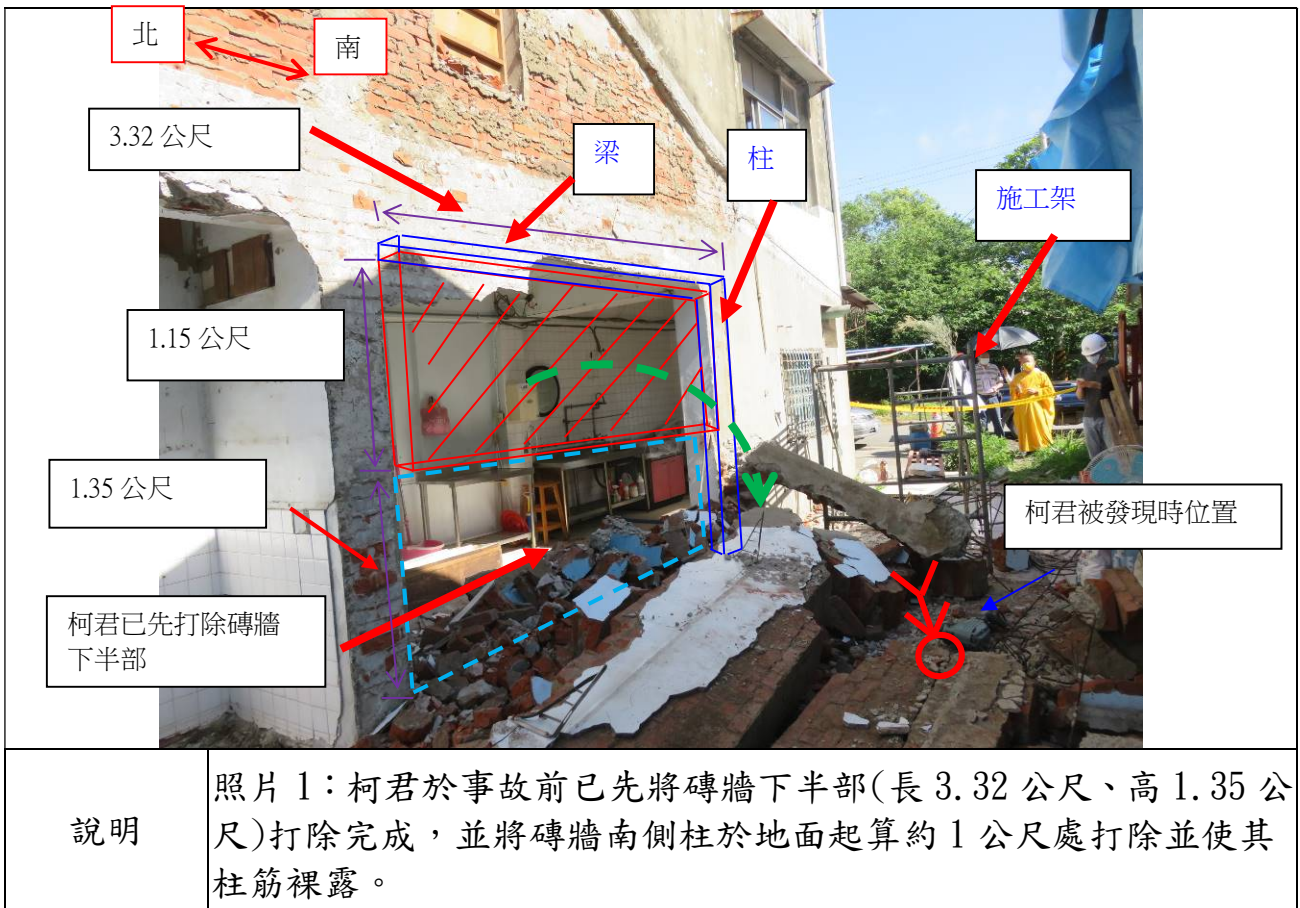 北
南
3.32 公尺
梁
柱
施工架
1.15 公尺
1.35 公尺
柯君被發現時位置
柯君已先打除磚牆
下半部
說明
照片 1：柯君於事故前已先將磚牆下半部(長 3.32 公尺、高 1.35 公
尺)打除完成，並將磚牆南側柱於地面起算約 1 公尺處打除並使其
柱筋裸露。